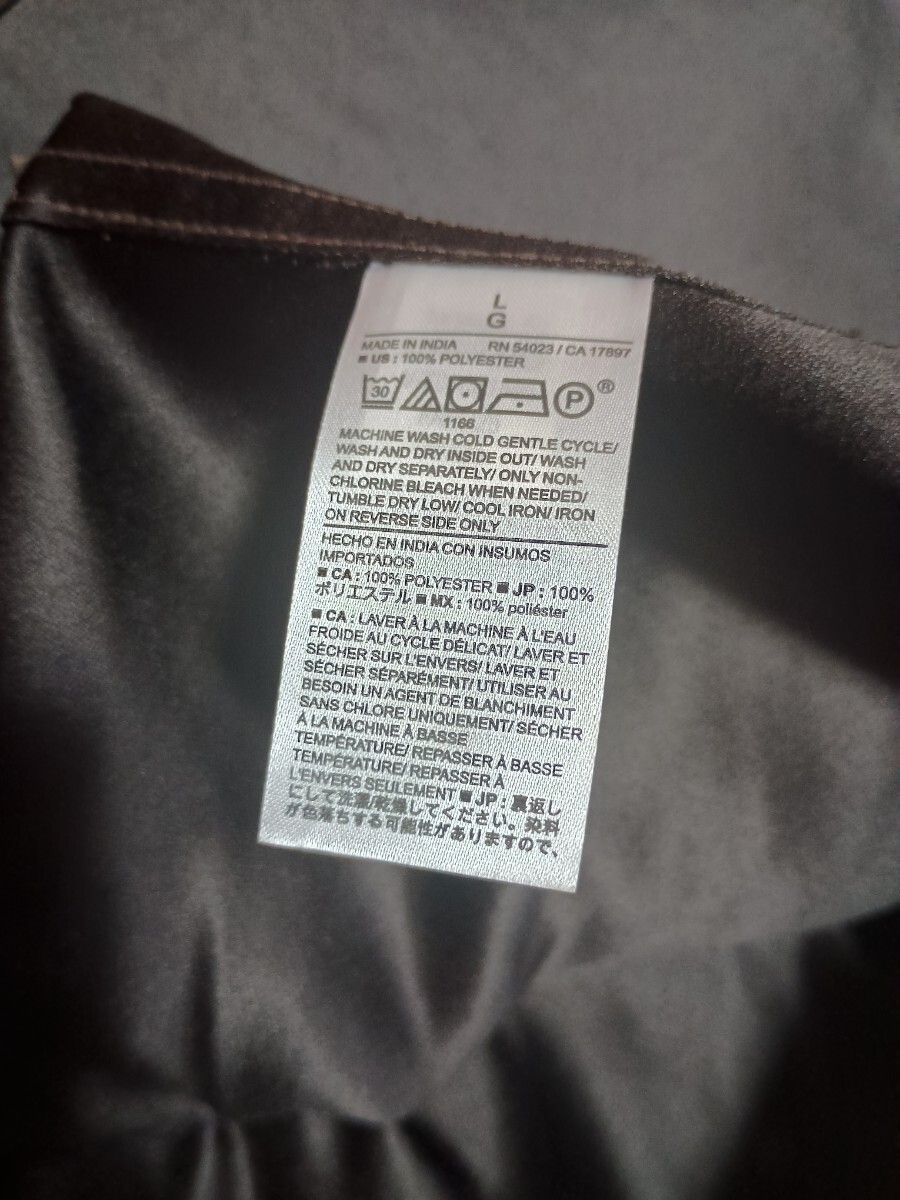 L
G
MADE IN INDIA RN 54023 / CA 17897
■ US : 100% POLYESTER
30 P ®
1166
MACHINE WASH COLD GENTLE CYCLE/
WASH AND DRY INSIDE OUT/ WASH
AND DRY SEPARATELY/ ONLY NON-
CHLORINE BLEACH WHEN NEEDED/
TUMBLE DRY LOW/ COOL IRON/ IRON
ON REVERSE SIDE ONLY
HECHO EN INDIA CON INSUMOS
IMPORTADOS
■ CA : 100% POLYESTER ■ JP : 100%
ポリエステル ■ MX : 100% poliéster
■ CA : LAVER À LA MACHINE À L'EAU
FROIDE AU CYCLE DÉLICAT/ LAVER ET
SÉCHER SUR L'ENVERS/ LAVER ET
SÉCHER SÉPARÉMENT/ UTILISER AU
BESOIN UN AGENT DE BLANCHIMENT
SANS CHLORE UNIQUEMENT/ SÉCHER
À LA MACHINE À BASSE
TEMPÉRATURE/ REPASSER À BASSE
TEMPÉRATURE/ REPASSER À
L'ENVERS SEULEMENT ■ JP : 裏返し
にして洗濯/乾燥してください。染料
が色落ちする可能性がありますので、